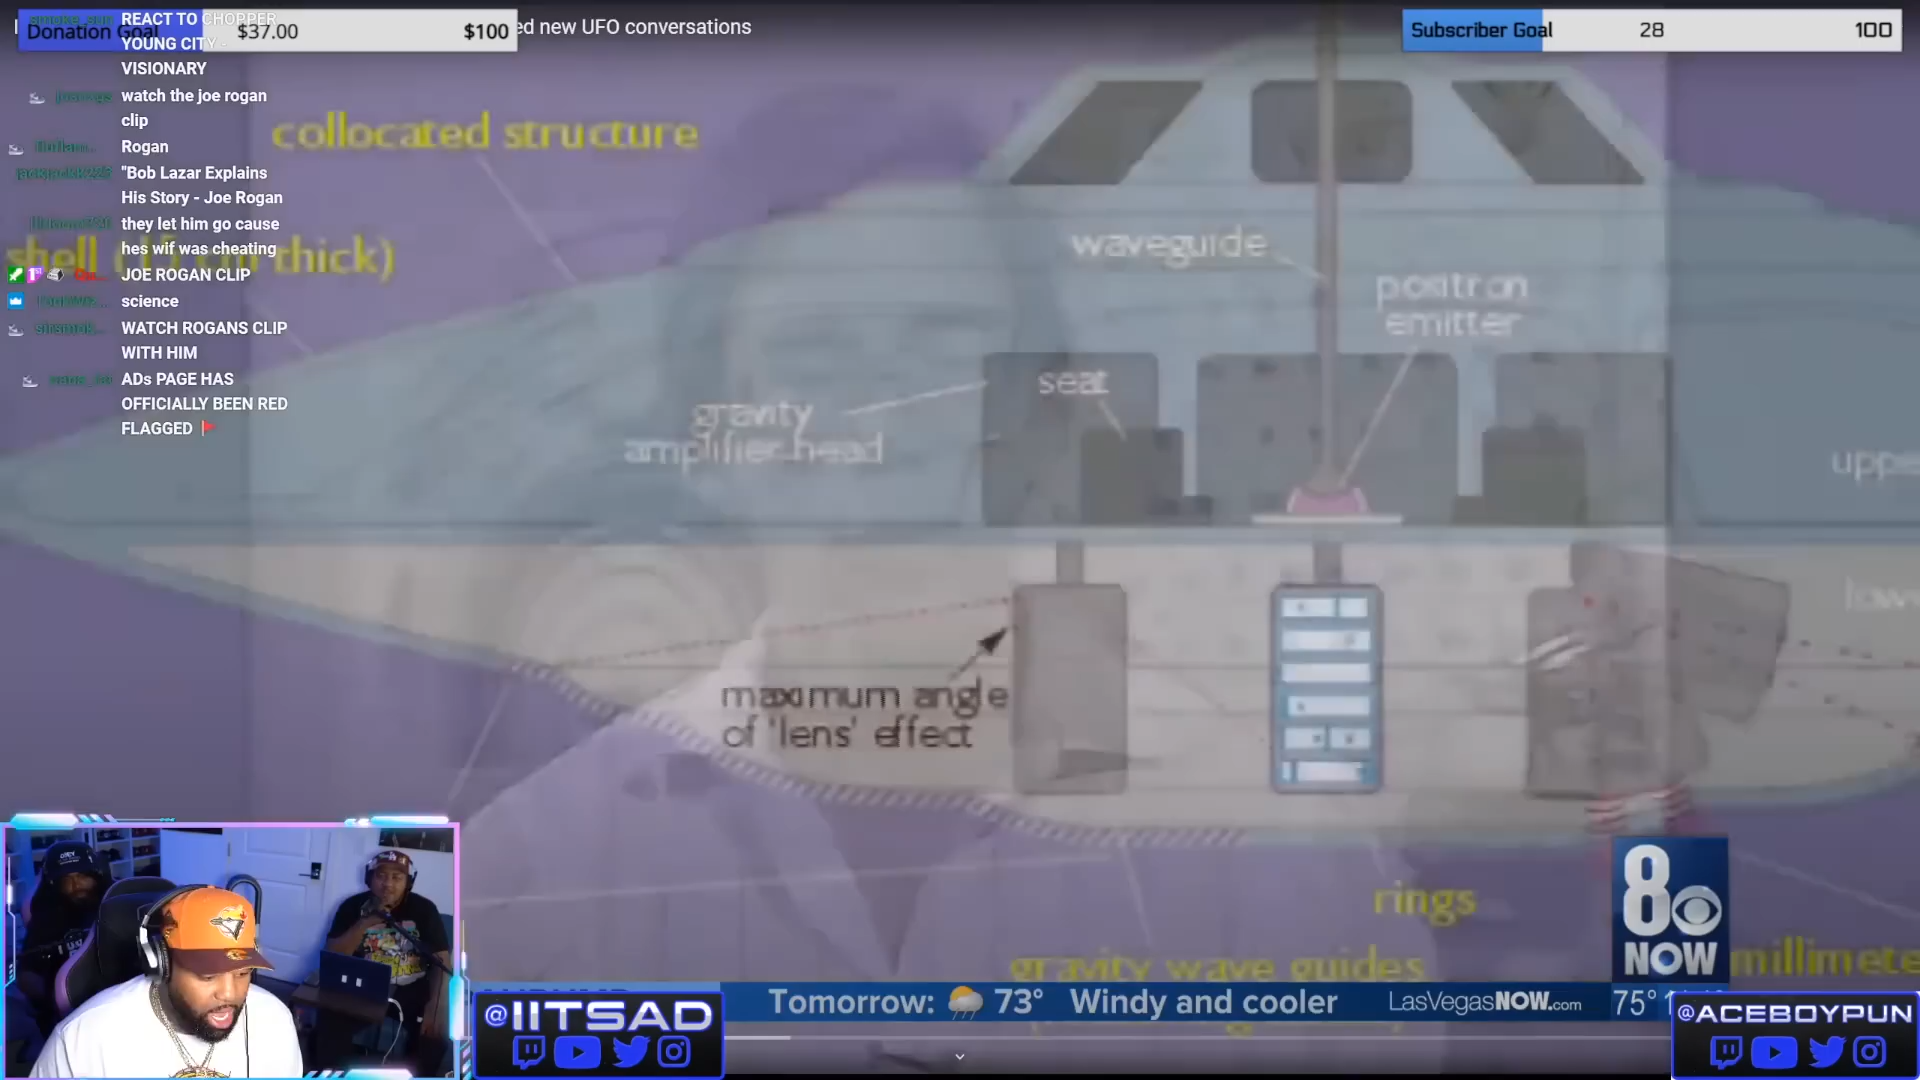 ed new UFO conversations
Donation Goal $37.00 $100
Subscriber Goal 28 100
REACT TO CHOPPER
YOUNG CITY -
VISIONARY
watch the joe rogan
clip
Rogan
"Bob Lazar Explains
His Story - Joe Rogan
they let him go cause
hes wif was cheating
JOE ROGAN CLIP
science
WATCH ROGANS CLIP
WITH HIM
ADs PAGE HAS
OFFICIALLY BEEN RED
FLAGGED
collocated structure
shell thick)
waveguide
positron
emitter
seat
gravity
amplifier head
maximum angle
of 'lens' effect
rings
gravity wave guides
8
NOW
Tomorrow: 73° Windy and cooler LasVegasNOW.com 75°
@IITSAD
@ACEBOYPUN